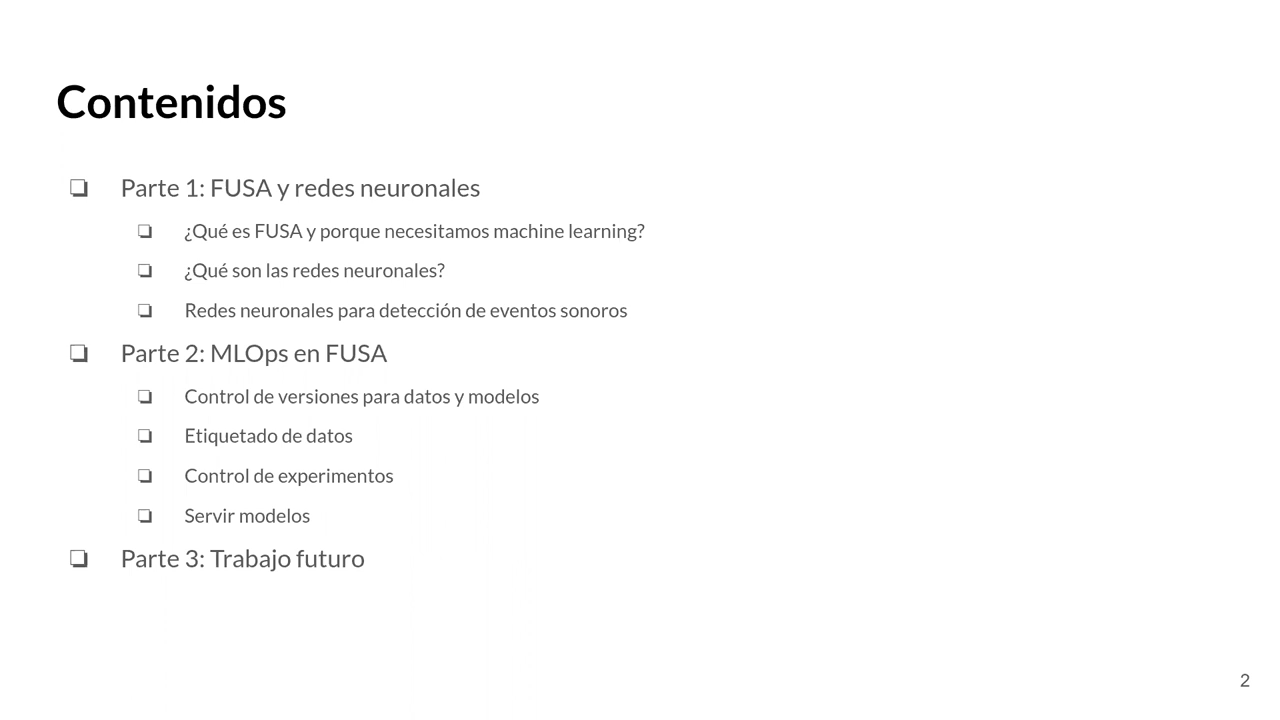 Contenidos
❏ Parte 1: FUSA y redes neuronales
❏ ¿Qué es FUSA y porque necesitamos machine learning?
❏ ¿Qué son las redes neuronales?
❏ Redes neuronales para detección de eventos sonoros
❏ Parte 2: MLOps en FUSA
❏ Control de versiones para datos y modelos
❏ Etiquetado de datos
❏ Control de experimentos
❏ Servir modelos
❏ Parte 3: Trabajo futuro
2